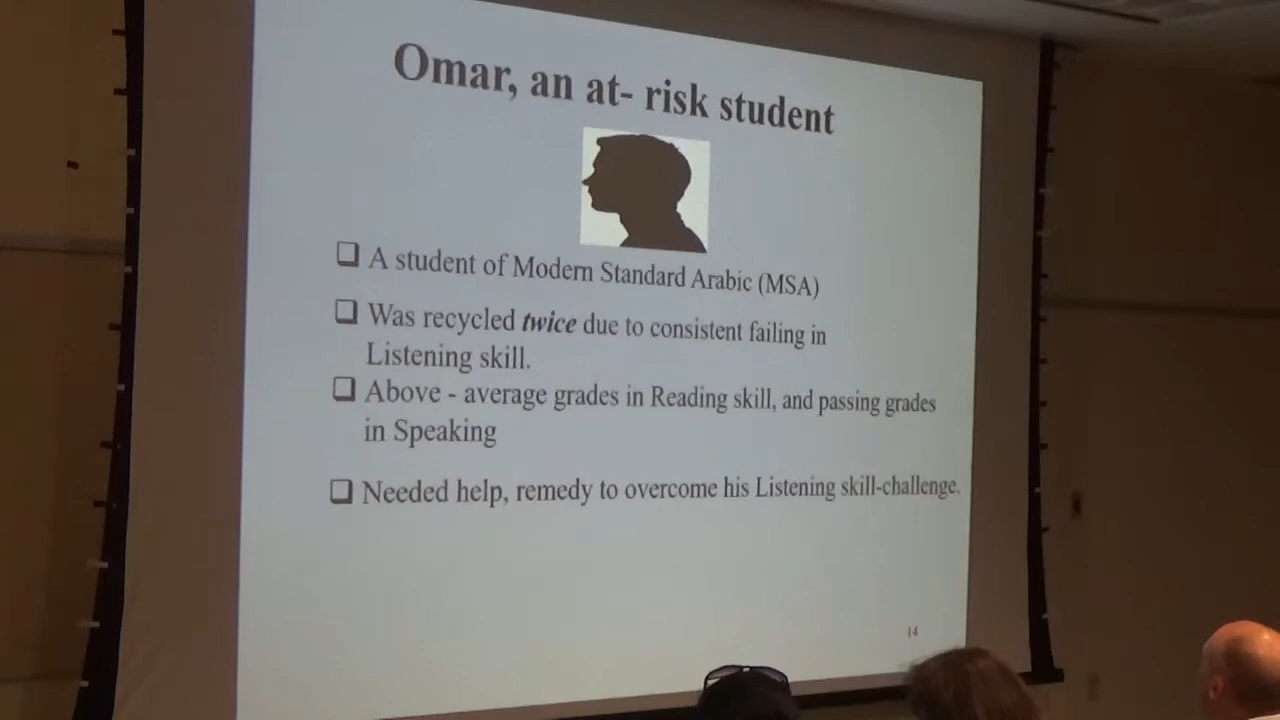 Omar, an at- risk student
❑ A student of Modern Standard Arabic (MSA)
❑ Was recycled twice due to consistent failing in
Listening skill.
❑ Above - average grades in Reading skill, and passing grades
in Speaking
❑ Needed help, remedy to overcome his Listening skill-challenge.
14